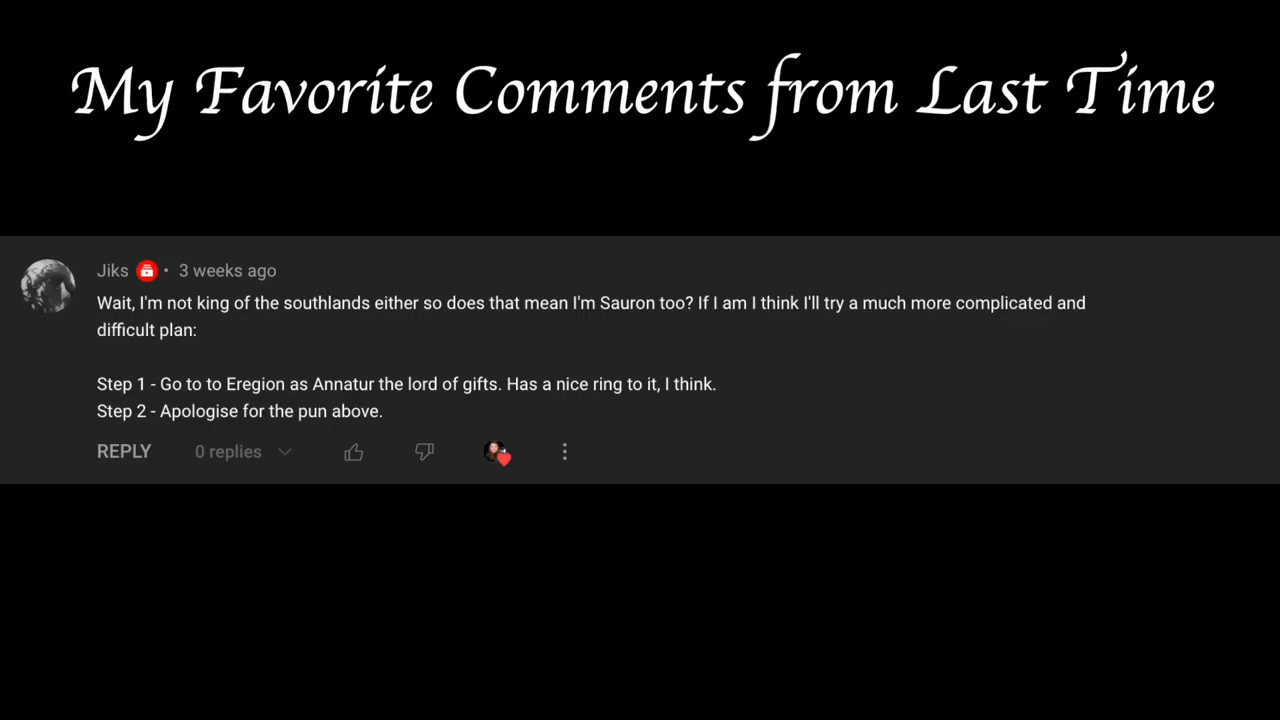 My Favorite Comments from Last Time
Jiks • 3 weeks ago
Wait, I'm not king of the southlands either so does that mean I'm Sauron too? If I am I think I'll try a much more complicated and
difficult plan:
Step 1 - Go to to Eregion as Annatur the lord of gifts. Has a nice ring to it, I think.
Step 2 - Apologise for the pun above.
REPLY 0 replies